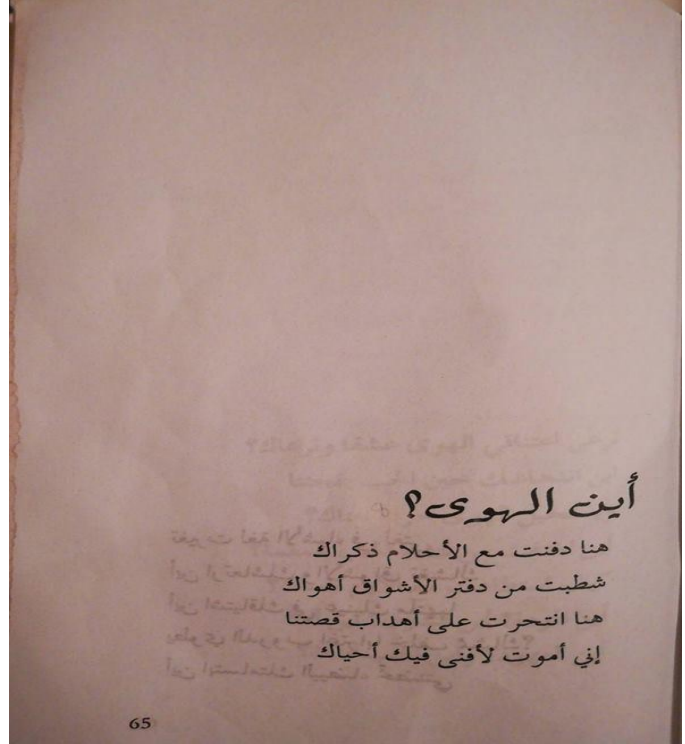 أين الهوى؟
هنا دفنت مع الأحلام ذكراك
شطبت من دفتر الأشواق أهواك
هنا انتحرت على أهداب قصتنا
إني أموت لأفنى فيك أحياك
65